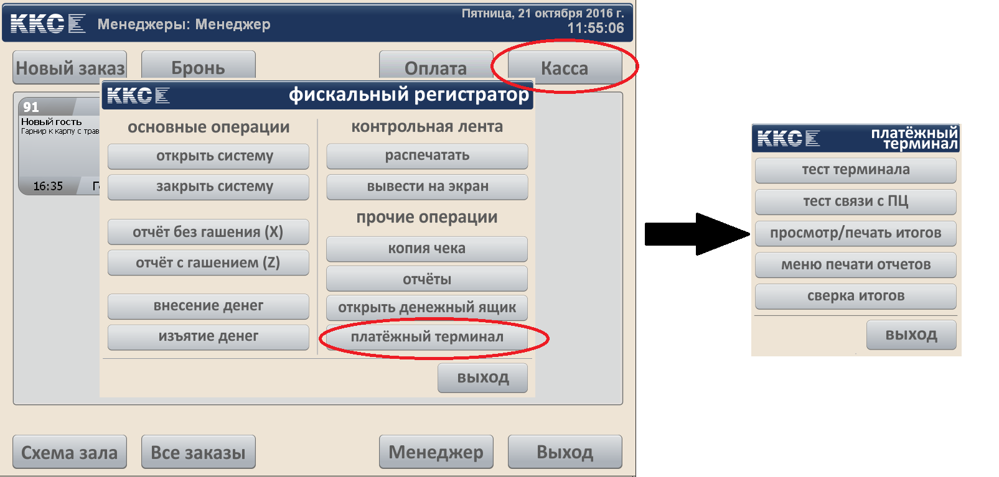 ККС
Менеджеры: Менеджер
Пятница, 21 октября 2016 г.
11:55:06
Новый заказ
Бронь
Оплата
Касса
91
Новый гость
Гарнир к карпу с трав
16:35
ККС
фискальный регистратор
основные операции
открыть систему
закрыть систему
отчёт без гашения (X)
отчёт с гашением (Z)
внесение денег
изъятие денег
контрольная лента
распечатать
вывести на экран
прочие операции
копия чека
отчёты
открыть денежный ящик
платёжный терминал
выход
Схема зала
Все заказы
Менеджер
Выход
ККС
платёжный
терминал
тест терминала
тест связи с ПЦ
просмотр/печать итогов
меню печати отчетов
сверка итогов
выход